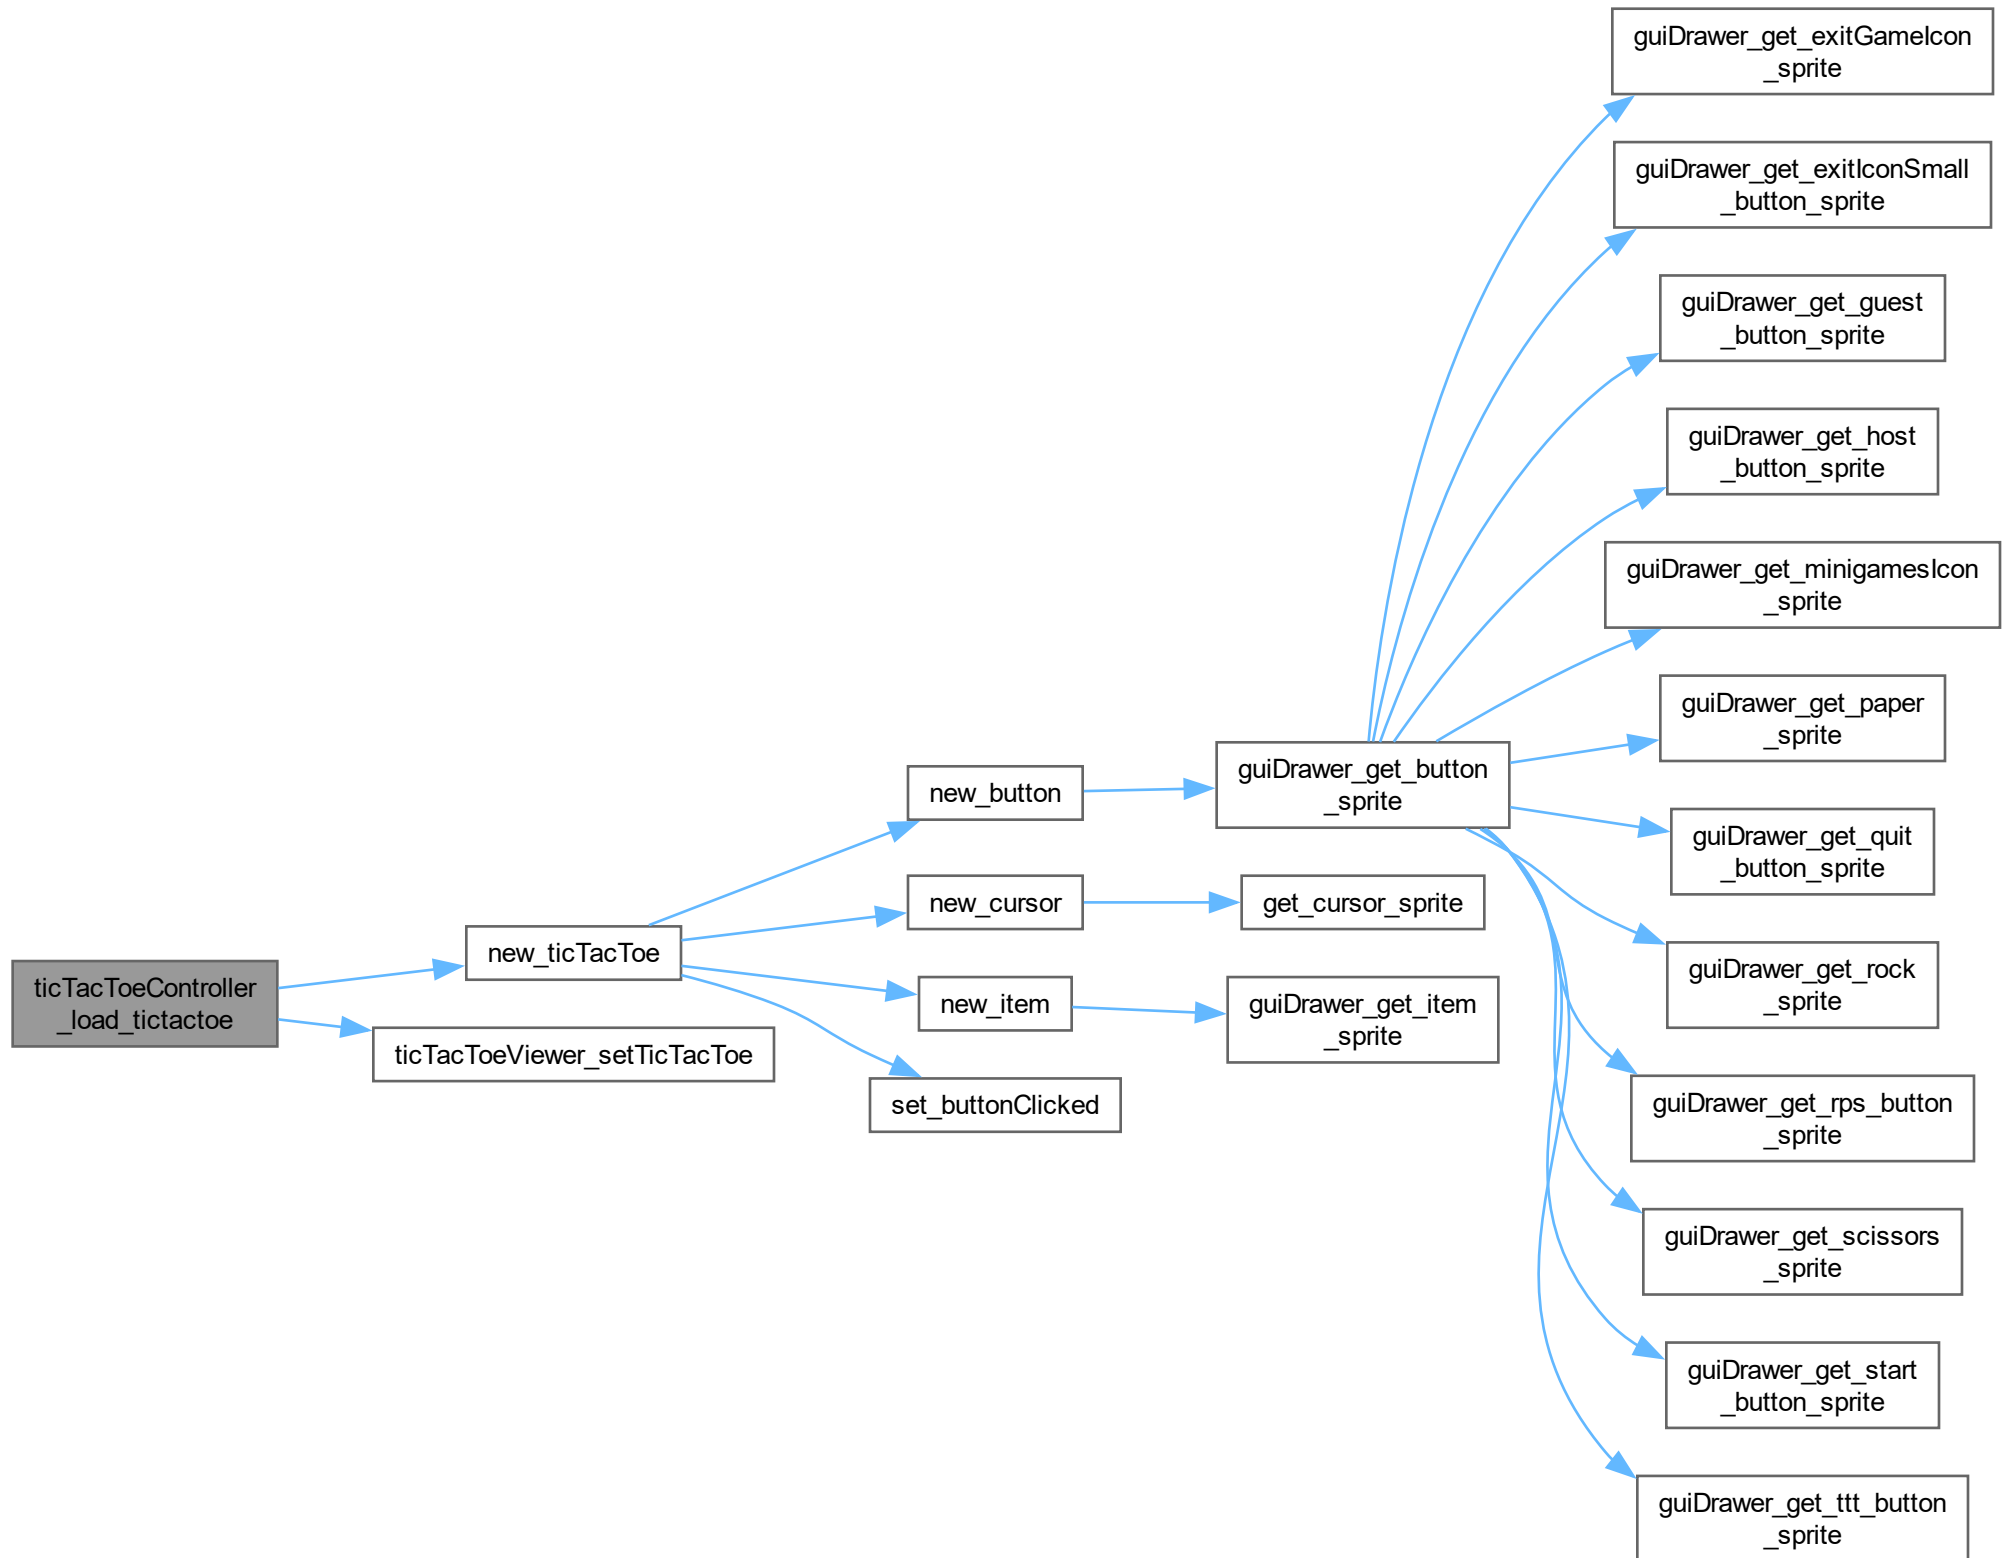 ticTacToeController
_load_tictactoe
new_ticTacToe
ticTacToeViewer_setTicTacToe
new_button
new_cursor
new_item
set_buttonClicked
guiDrawer_get_button
_sprite
get_cursor_sprite
guiDrawer_get_item
_sprite
guiDrawer_get_exitGameIcon
_sprite
guiDrawer_get_exitIconSmall
_button_sprite
guiDrawer_get_guest
_button_sprite
guiDrawer_get_host
_button_sprite
guiDrawer_get_minigamesIcon
_sprite
guiDrawer_get_paper
_sprite
guiDrawer_get_quit
_button_sprite
guiDrawer_get_rock
_sprite
guiDrawer_get_rps_button
_sprite
guiDrawer_get_scissors
_sprite
guiDrawer_get_start
_button_sprite
guiDrawer_get_ttt_button
_sprite